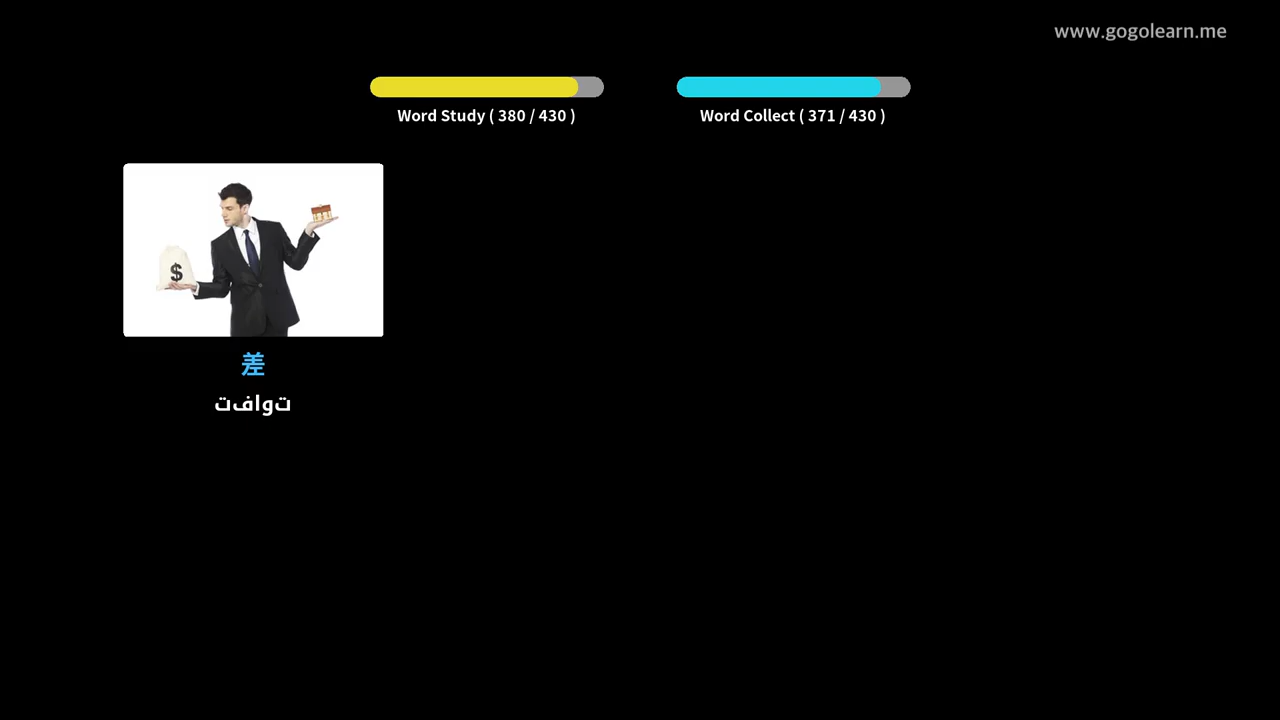 www.gogolearn.me
Word Study ( 380 / 430 )
Word Collect ( 371 / 430 )
$
差
تفاوت